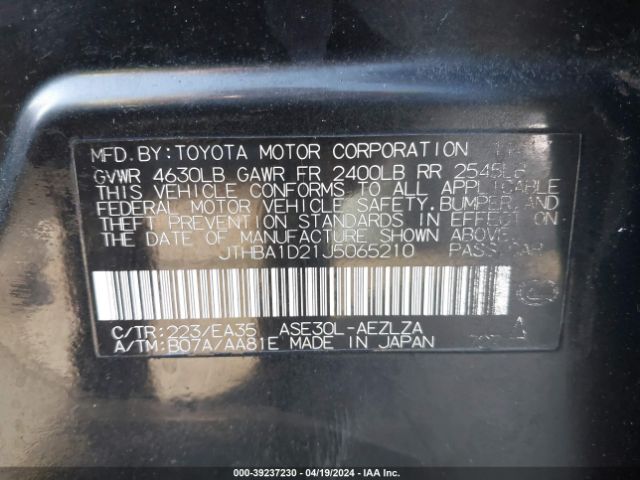 MFD. BY: TOYOTA MOTOR CORPORATION
GVWR 4630LB GAWR FR 2400LB RR 2545LB
THIS VEHICLE CONFORMS TO ALL APPLICABLE
FEDERAL MOTOR VEHICLE SAFETY, BUMPER, AND
THEFT PREVENTION STANDARDS IN EFFECT ON
THE DATE OF MANUFACTURE SHOWN ABOVE.
JTHBA1D21J5065210 PASS CAR
C/TR: 223/EA35 ASE30L-AEZLZA
A/TM: B07A/AA81E MADE IN JAPAN
000-39237230 - 04/19/2024 - IAA Inc.